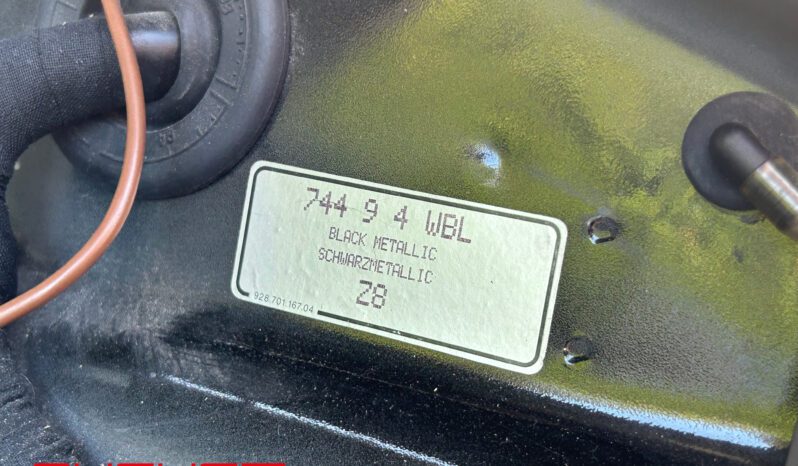 744 9 4 WBL
BLACK METALLIC
SCHWARZMETALLIC
Z8
928.701.167.04